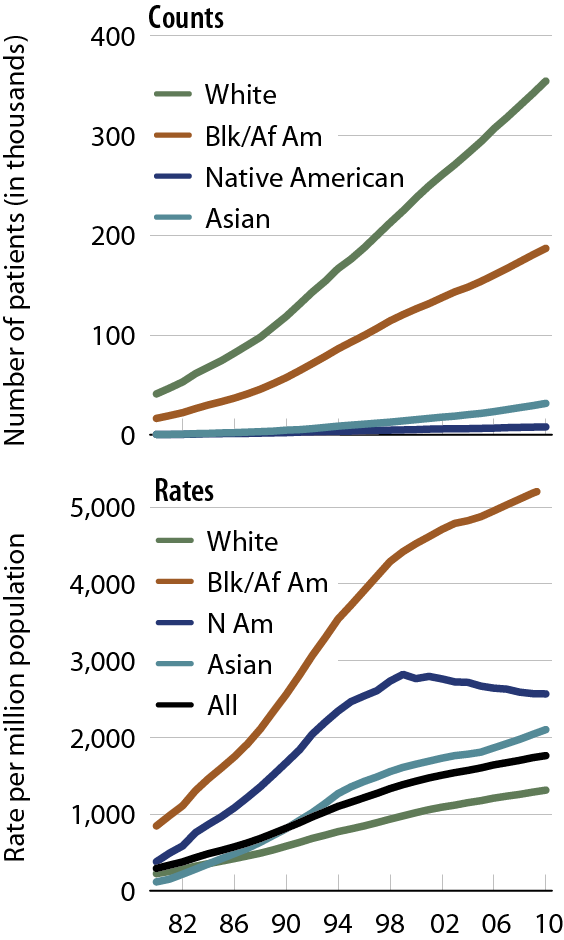 Counts
Number of patients (in thousands)
400
300
200
100
0
White
Blk/Af Am
Native American
Asian
Rates
Rate per million population
5,000
4,000
3,000
2,000
1,000
0
White
Blk/Af Am
N Am
Asian
All
82 86 90 94 98 02 06 10